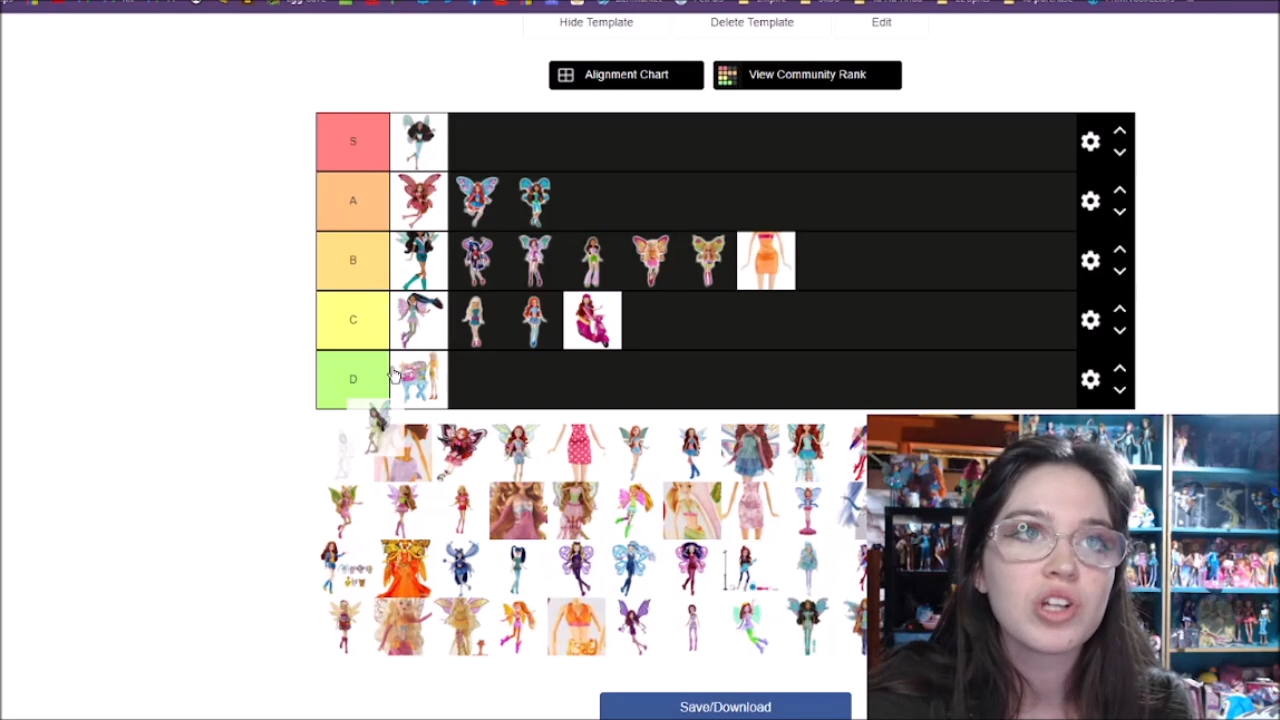 Hide Template Delete Template Edit
Alignment Chart View Community Rank
S
A
B
C
D
Save/Download